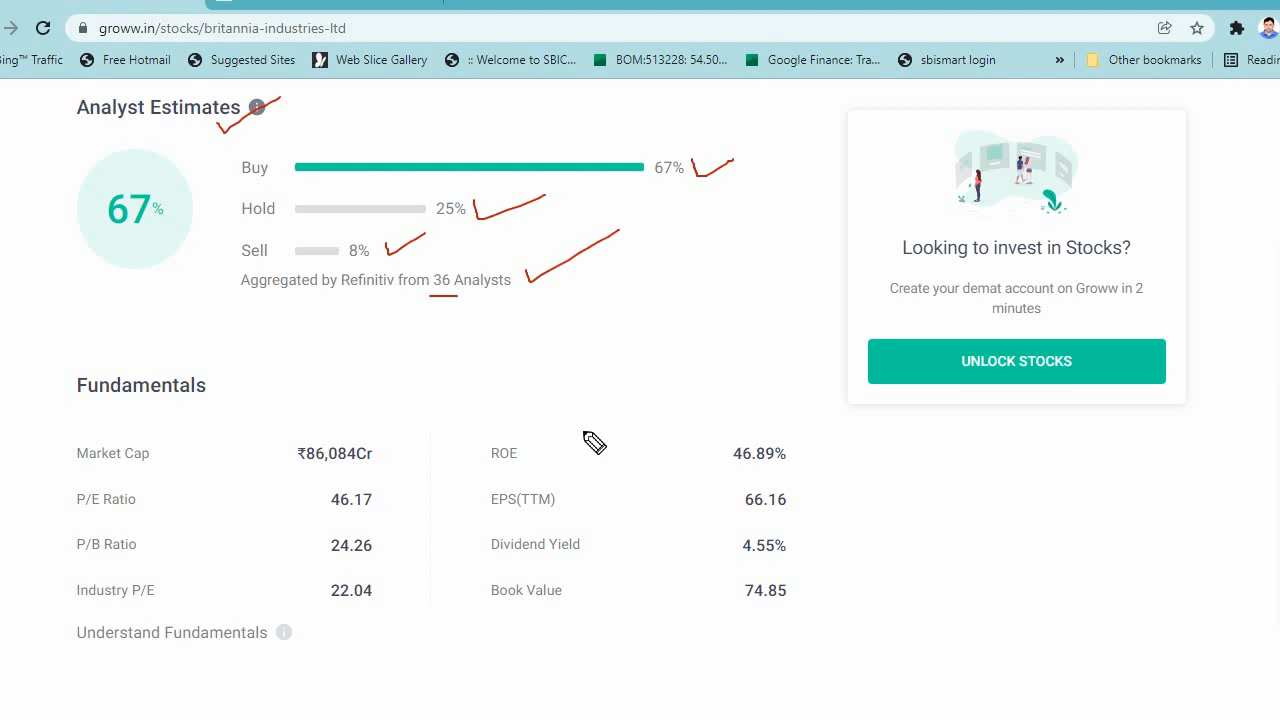 groww.in/stocks/britannia-industries-ltd
Traffic Free Hotmail Suggested Sites Web Slice Gallery :: Welcome to SBIC... BOM:513228: 54.50... Google Finance: Tra... sbismart login » Other bookmarks
Analyst Estimates
67%
Buy 67%
Hold 25%
Sell 8%
Aggregated by Refinitiv from 36 Analysts
Looking to invest in Stocks?
Create your demat account on Groww in 2
minutes
UNLOCK STOCKS
Fundamentals
Market Cap ₹86,084Cr ROE 46.89%
P/E Ratio 46.17 EPS(TTM) 66.16
P/B Ratio 24.26 Dividend Yield 4.55%
Industry P/E 22.04 Book Value 74.85
Understand Fundamentals